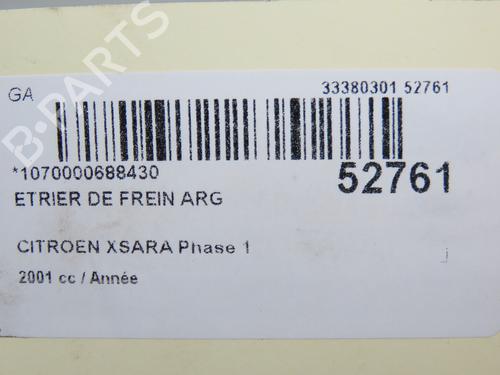 B-PARTS
GA
33380301 52761
*1070000688430
52761
ETRIER DE FREIN ARG
CITROEN XSARA Phase 1
j
2001 cc / Année